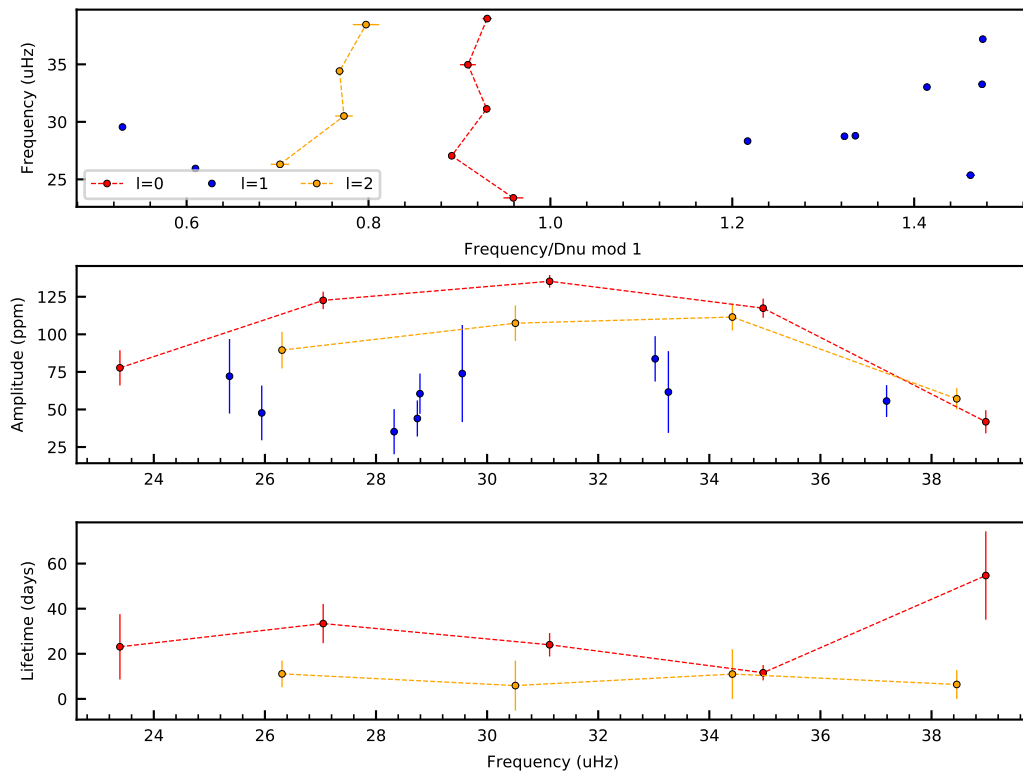 Frequency (uHz)
35
30
25
l=0 l=1 l=2
0.6 0.8 1.0 1.2 1.4
Frequency/Dnu mod 1
Amplitude (ppm)
125
100
75
50
25
24 26 28 30 32 34 36 38
Lifetime (days)
60
40
20
0
24 26 28 30 32 34 36 38
Frequency (uHz)